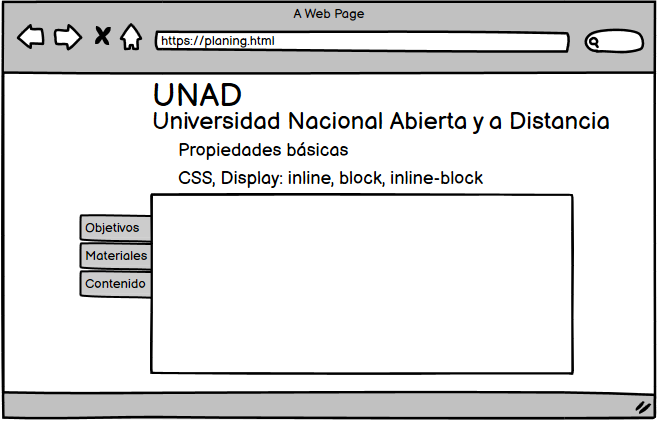 A Web Page
https://planing.html
UNAD
Universidad Nacional Abierta y a Distancia
Propiedades básicas
CSS, Display: inline, block, inline-block
Objetivos
Materiales
Contenido